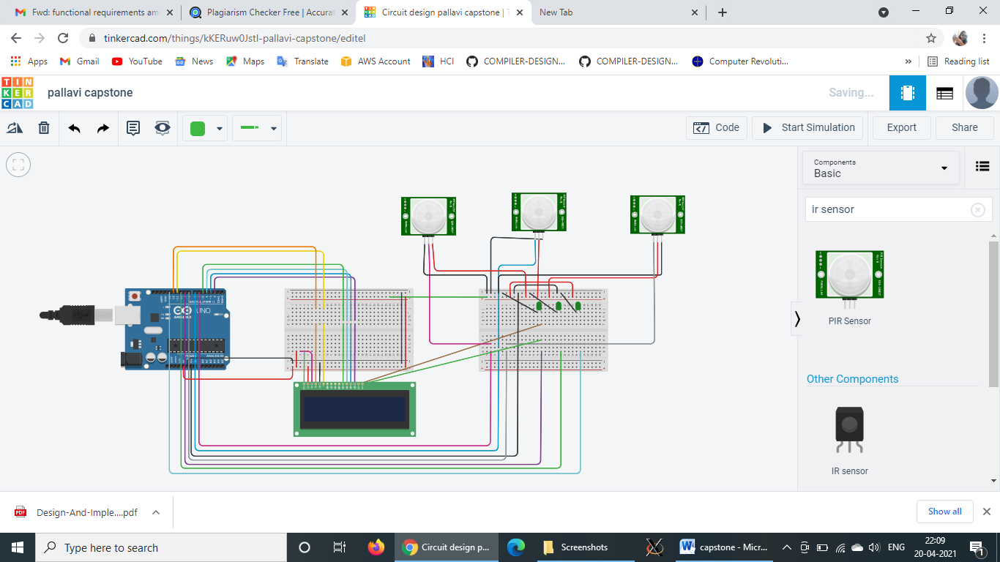 Fwd: functional requirements am
Plagiarism Checker Free | Accurat
Circuit design pallavi capstone | T
New Tab
tinkercad.com/things/kKERuw0JstI-pallavi-capstone/editel
Apps
Gmail
YouTube
News
Maps
Translate
AWS Account
HCI
COMPILER-DESIGN...
COMPILER-DESIGN...
Computer Revoluti...
»
Reading list
TIN
KER
CAD
pallavi capstone
Saving...
Code
Start Simulation
Export
Share
Components
Basic
ir sensor
PIR Sensor
Other Components
IR sensor
UNO
Design-And-Imple....pdf
Show all
Type here to search
Circuit design p...
Screenshots
capstone - Micr...
ENG
22:09
20-04-2021
1